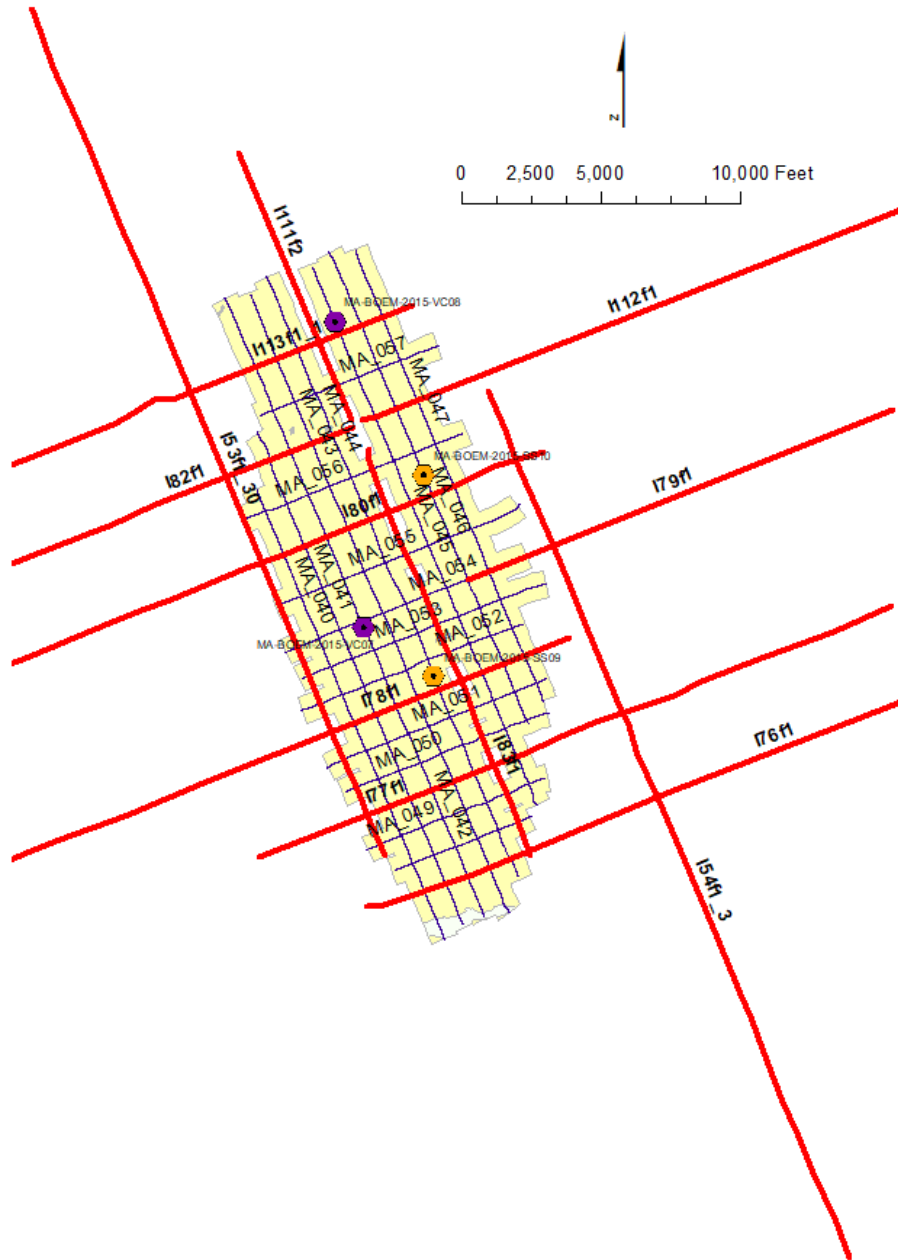 z
0 2,500 5,000 10,000 Feet
l111f2
MA-BOEM-2015-VC08
l112f1
l113f1_1
MA_057
MA_047
MA_044
MA_043
l53f1_30
MA-BOEM-2015-SS10
l82f1
MA_056
l79f1
MA_046
MA_045
l80f1
MA_055
MA_041
MA_040
MA_054
MA_053
MA_052
MA-BOEM-2015-VC07
MA-BOEM-2015-SS09
l78f1
MA_051
MA_050
l76f1
l77f1
MA_042
MA_049
l54f1_3